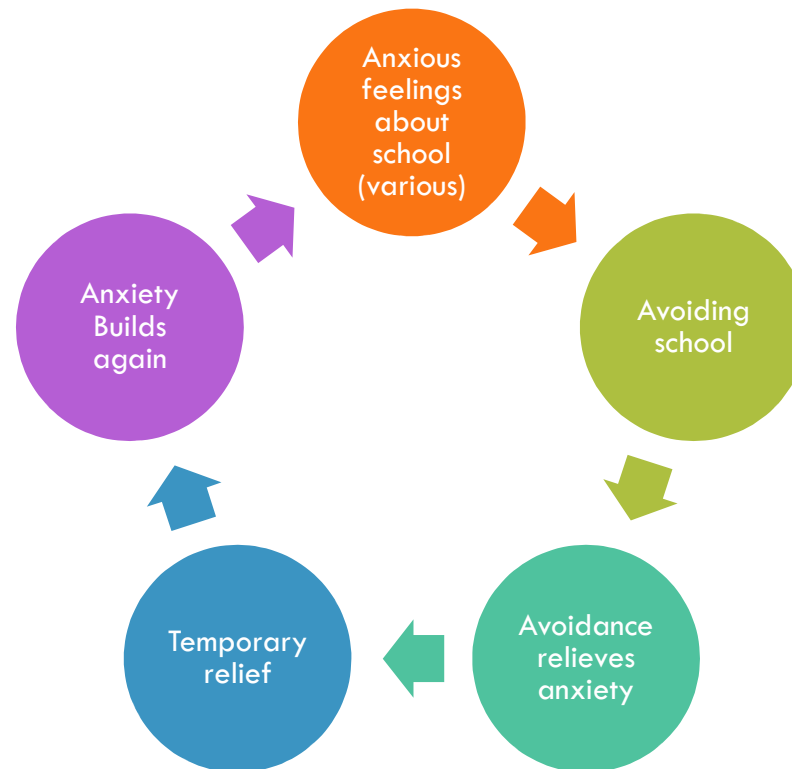 Anxious
feelings
about
school
(various)
Avoiding
school
Avoidance
relieves
anxiety
Temporary
relief
Anxiety
Builds
again